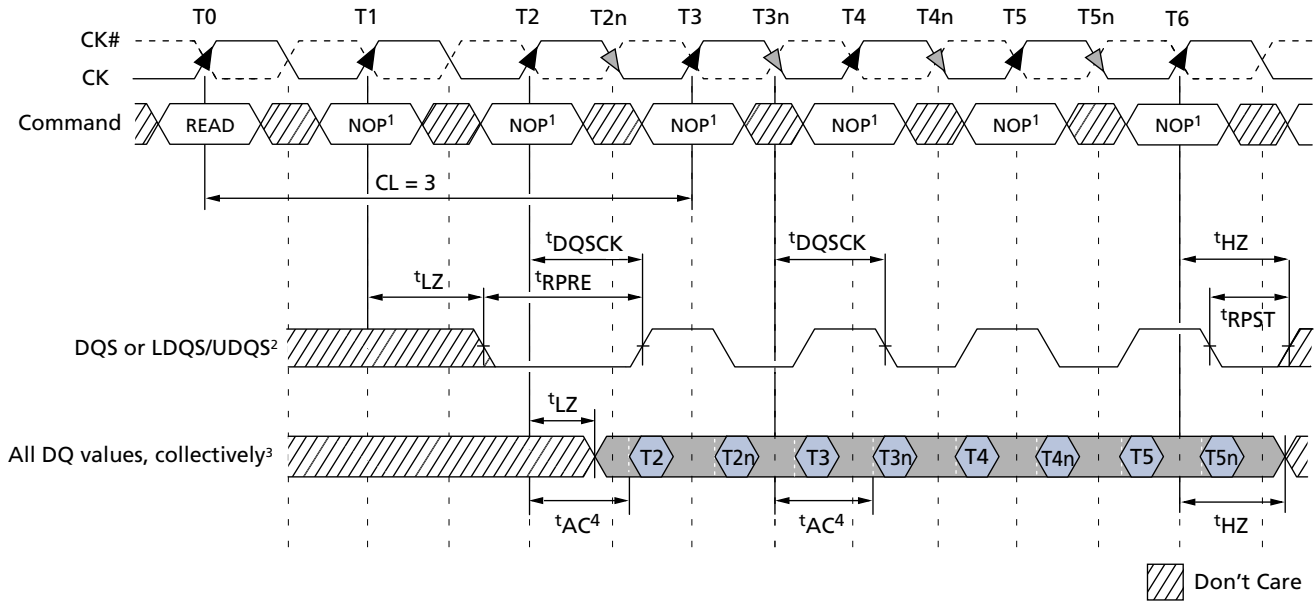 T0 T1 T2 T2n T3 T3n T4 T4n T5 T5n T6
CK#
CK
Command READ NOP¹ NOP¹ NOP¹ NOP¹ NOP¹ NOP¹
CL = 3
ᵗDQSCK ᵗDQSCK ᵗHZ
ᵗLZ ᵗRPRE
ᵗRPST
DQS or LDQS/UDQS²
ᵗLZ
All DQ values, collectively³ T2 T2n T3 T3n T4 T4n T5 T5n
ᵗAC⁴ ᵗAC⁴ ᵗHZ
Don't Care